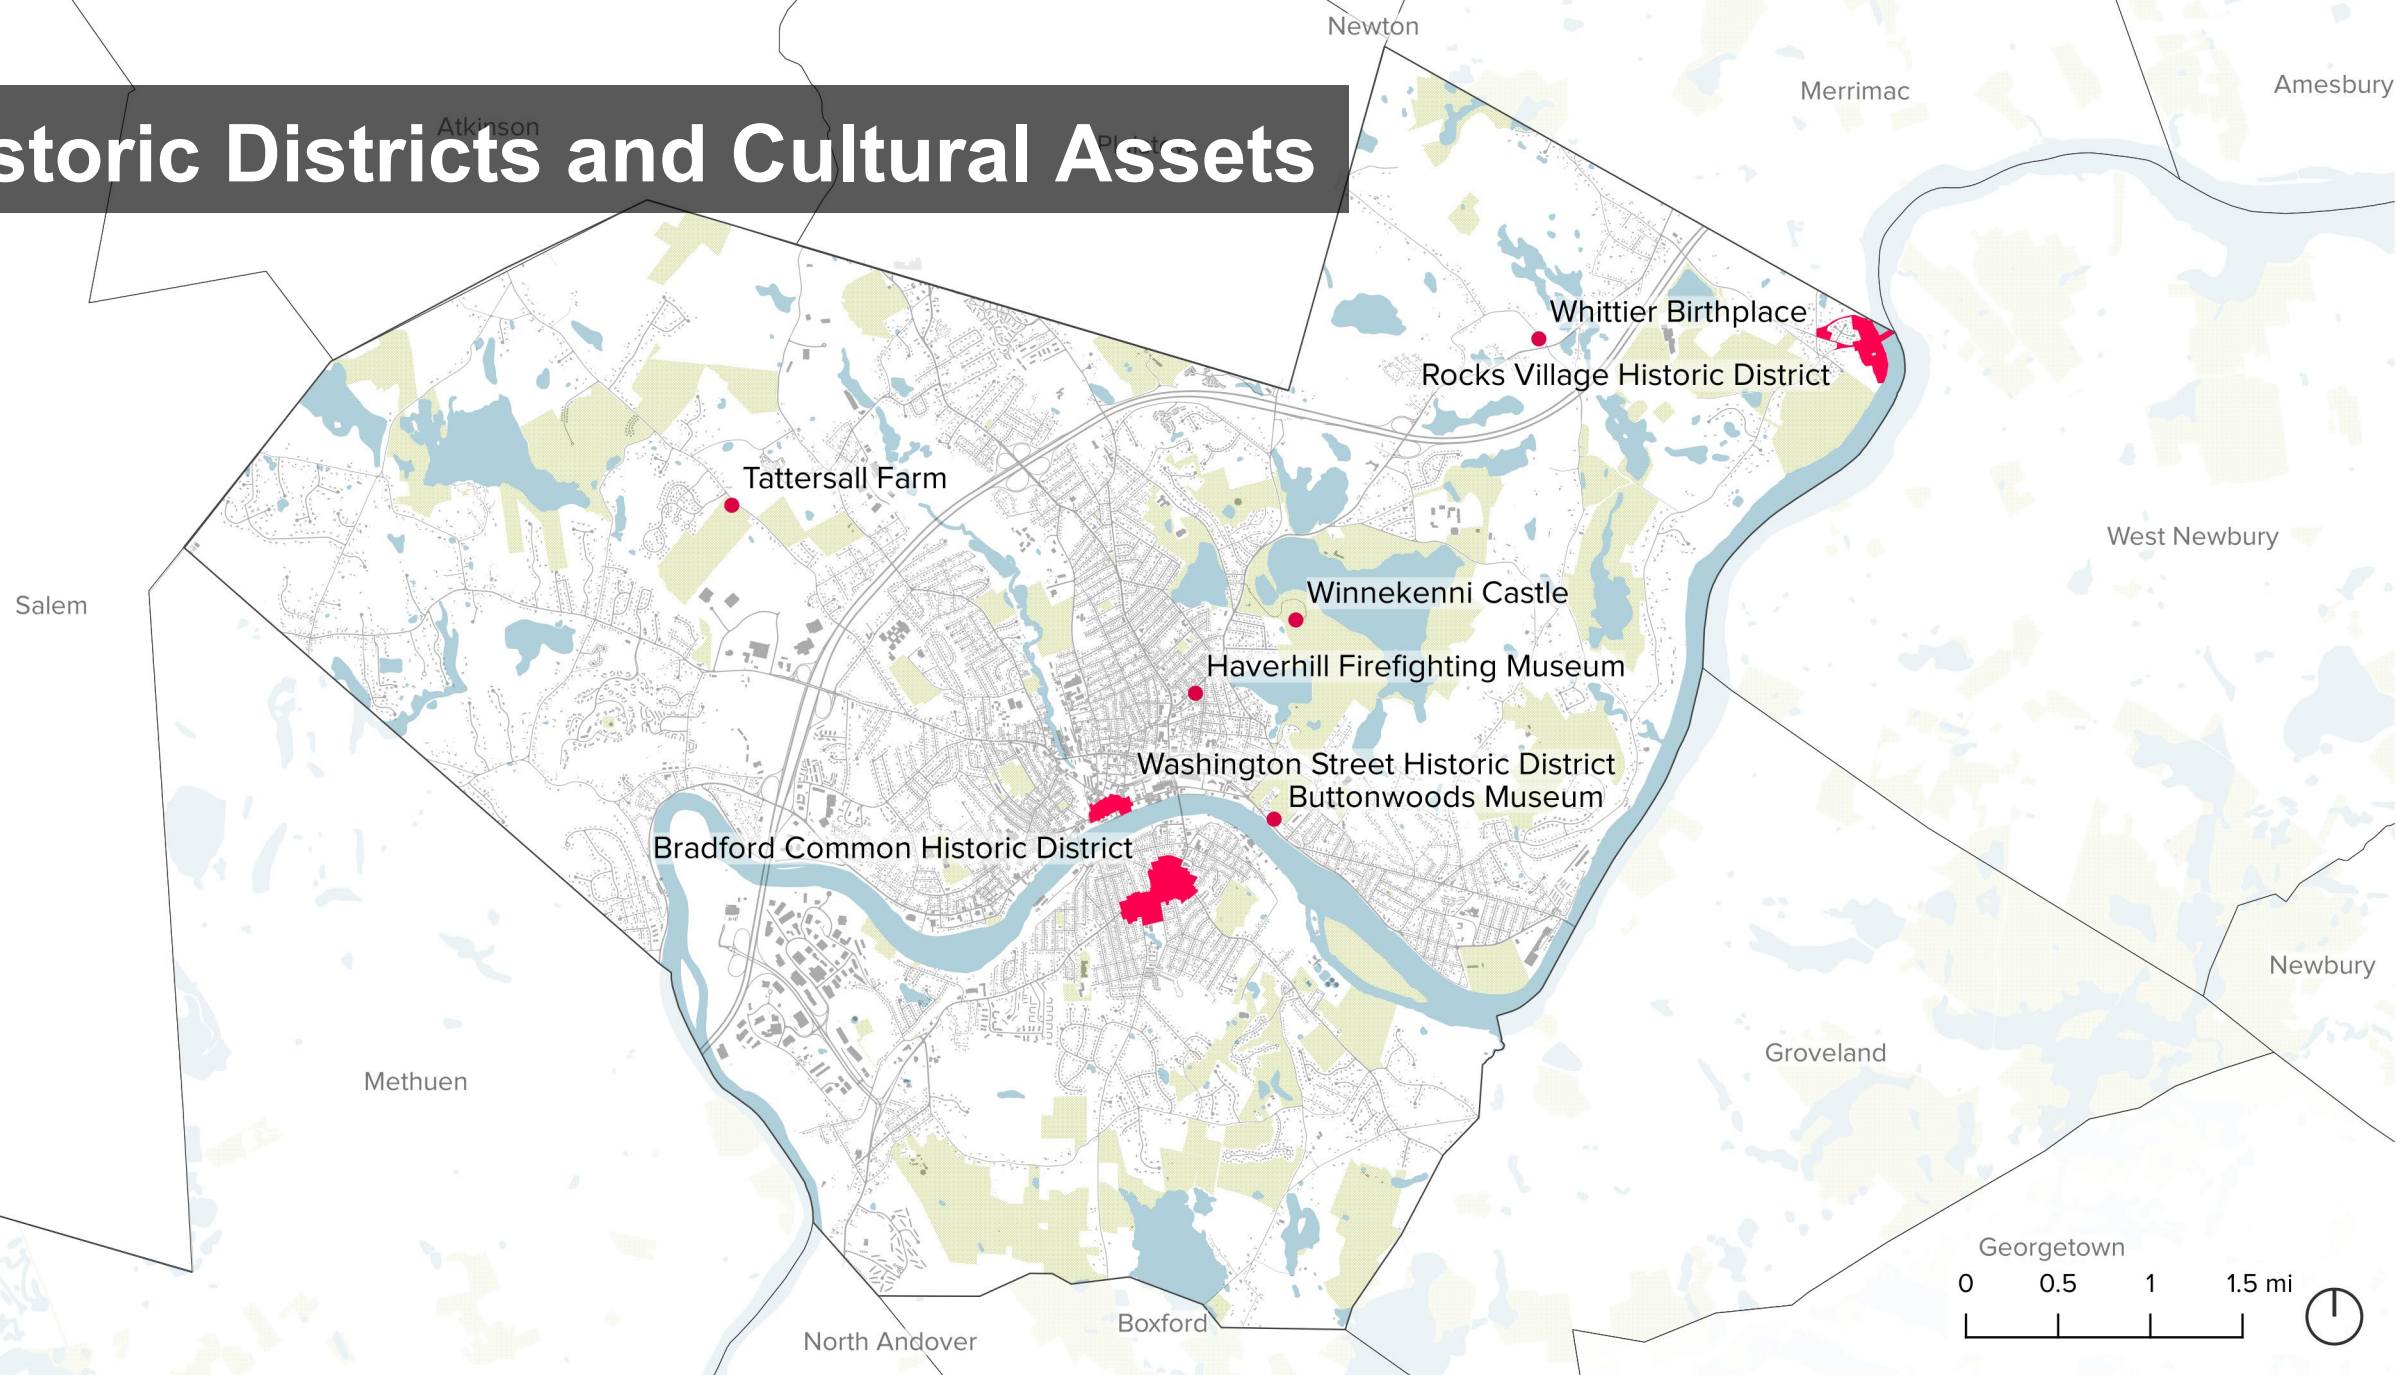 Newton
Merrimac
Amesbury
Atkinson
storic Districts and Cultural Assets
Whittier Birthplace
Rocks Village Historic District
Tattersall Farm
West Newbury
Winnekenni Castle
Salem
Haverhill Firefighting Museum
Washington Street Historic District
Buttonwoods Museum
Bradford Common Historic District
Newbury
Groveland
Methuen
Georgetown
0 0.5 1 1.5 mi
Boxford
North Andover